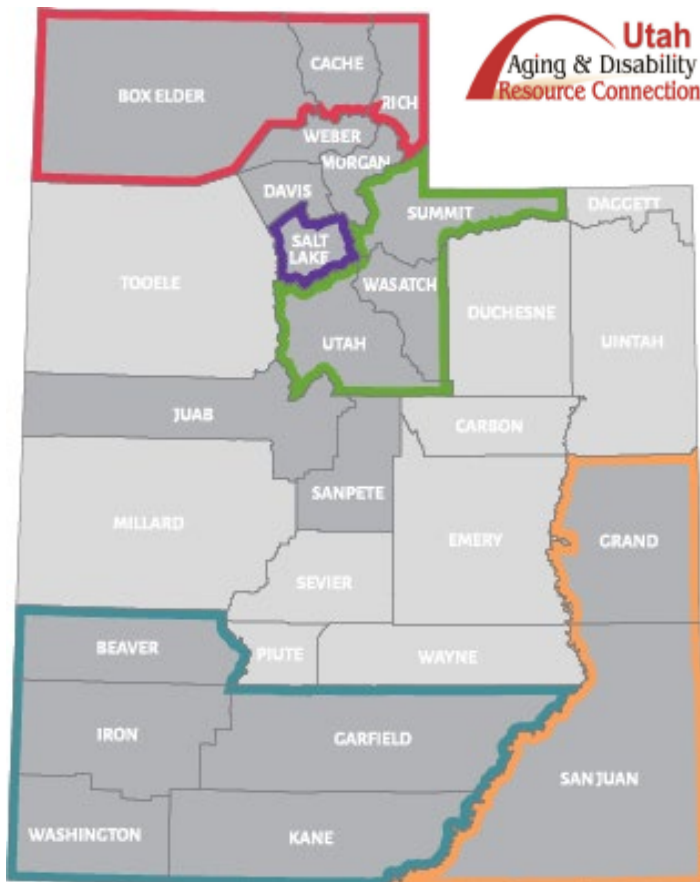 Utah
Aging & Disability
Resource Connection
CACHE
BOX ELDER
RICH
WEBER
MORGAN
DAVIS
SUMMIT
DAGGETT
SALT
LAKE
TOOELE
WASATCH
DUCHESNE
UINTAH
UTAH
JUAB
CARBON
SANPETE
MILLARD
EMERY
GRAND
SEVIER
BEAVER
PIUTE
WAYNE
IRON
GARFIELD
SAN JUAN
WASHINGTON
KANE